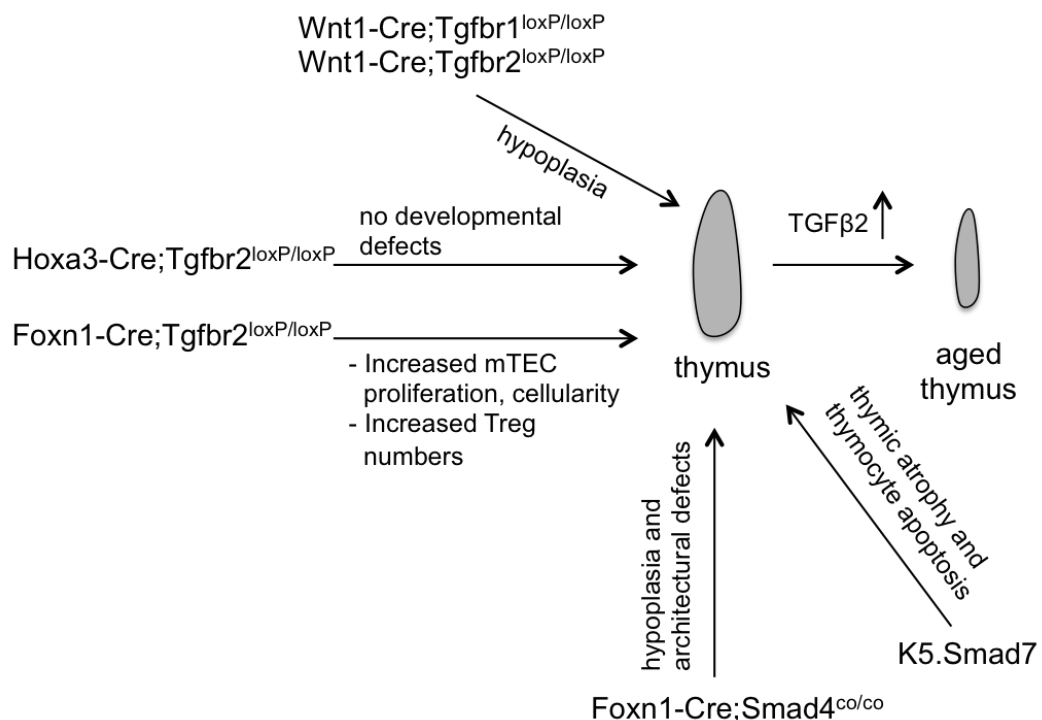 Wnt1-Cre;Tgfbr1loxP/loxP
Wnt1-Cre;Tgfbr2loxP/loxP
hypoplasia
no developmental
defects
Hoxa3-Cre;Tgfbr2loxP/loxP
TGFβ2
Foxn1-Cre;Tgfbr2loxP/loxP
- Increased mTEC
proliferation, cellularity
- Increased Treg
numbers
thymus
aged
thymus
thymic atrophy and
thymocyte apoptosis
hypoplasia and
architectural defects
K5.Smad7
Foxn1-Cre;Smad4co/co